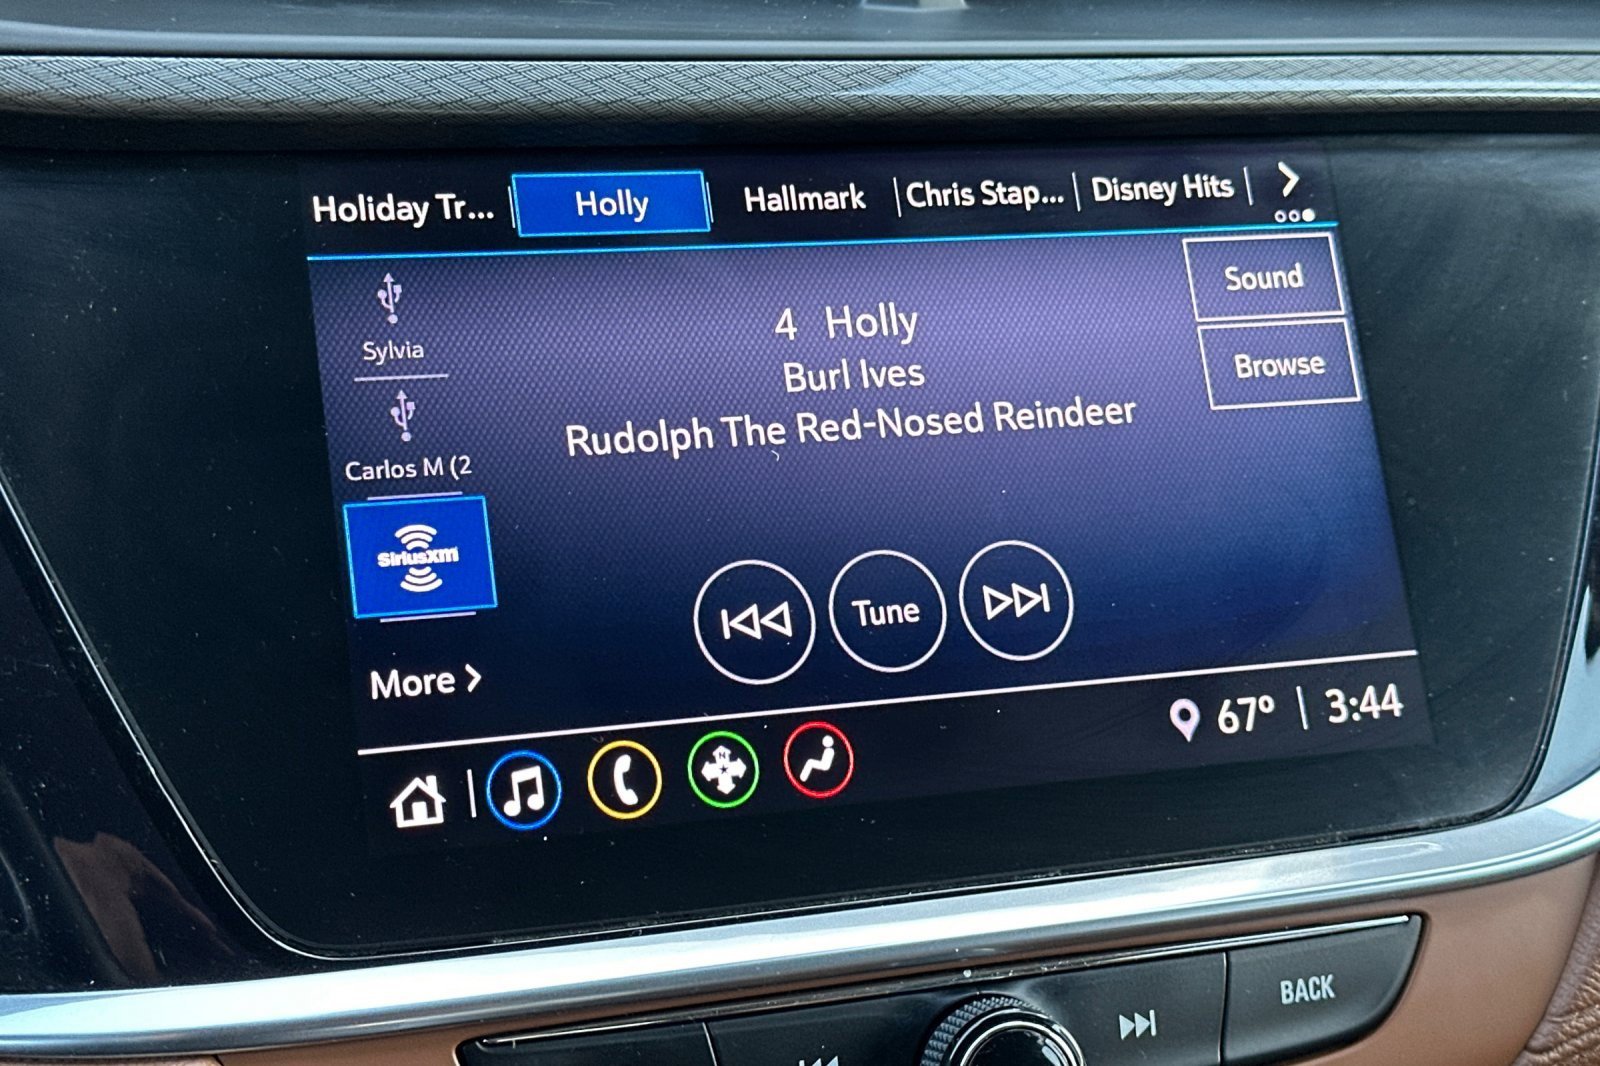 Holiday Tr...
Holly
Hallmark
Chris Stap...
Disney Hits
Sylvia
Carlos M (2
SiriusXM
More >
4 Holly
Burl Ives
Rudolph The Red-Nosed Reindeer
Sound
Browse
Tune
67° | 3:44
N
BACK